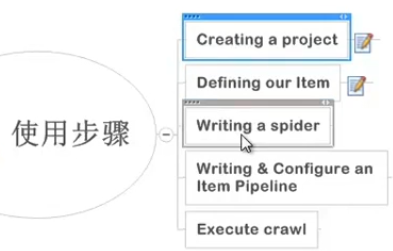 使用步骤
Creating a project
Defining our Item
Writing a spider
Writing & Configure an
Item Pipeline
Execute crawl